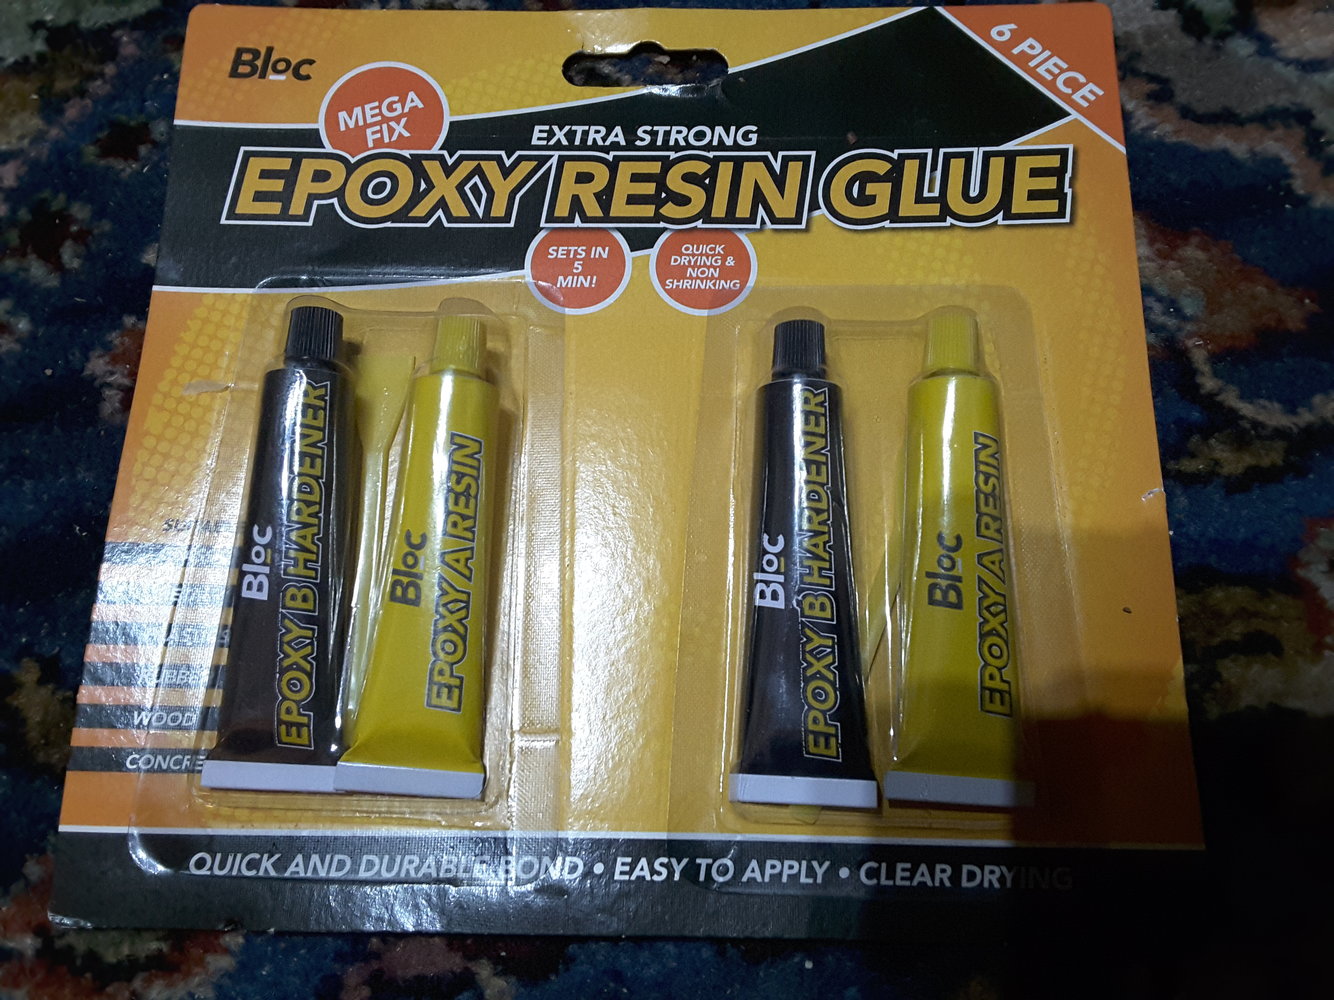 Bloc
MEGA
FIX
6 PIECE
EXTRA STRONG
EPOXY RESIN GLUE
SETS IN
5
MIN!
QUICK
DRYING &
NON
SHRINKING
Bloc
EPOXY B HARDENER
Bloc
EPOXY A RESIN
Bloc
EPOXY B HARDENER
Bloc
EPOXY A RESIN
WOOD
CONCRE
QUICK AND DURABLE BOND • EASY TO APPLY • CLEAR DRYING